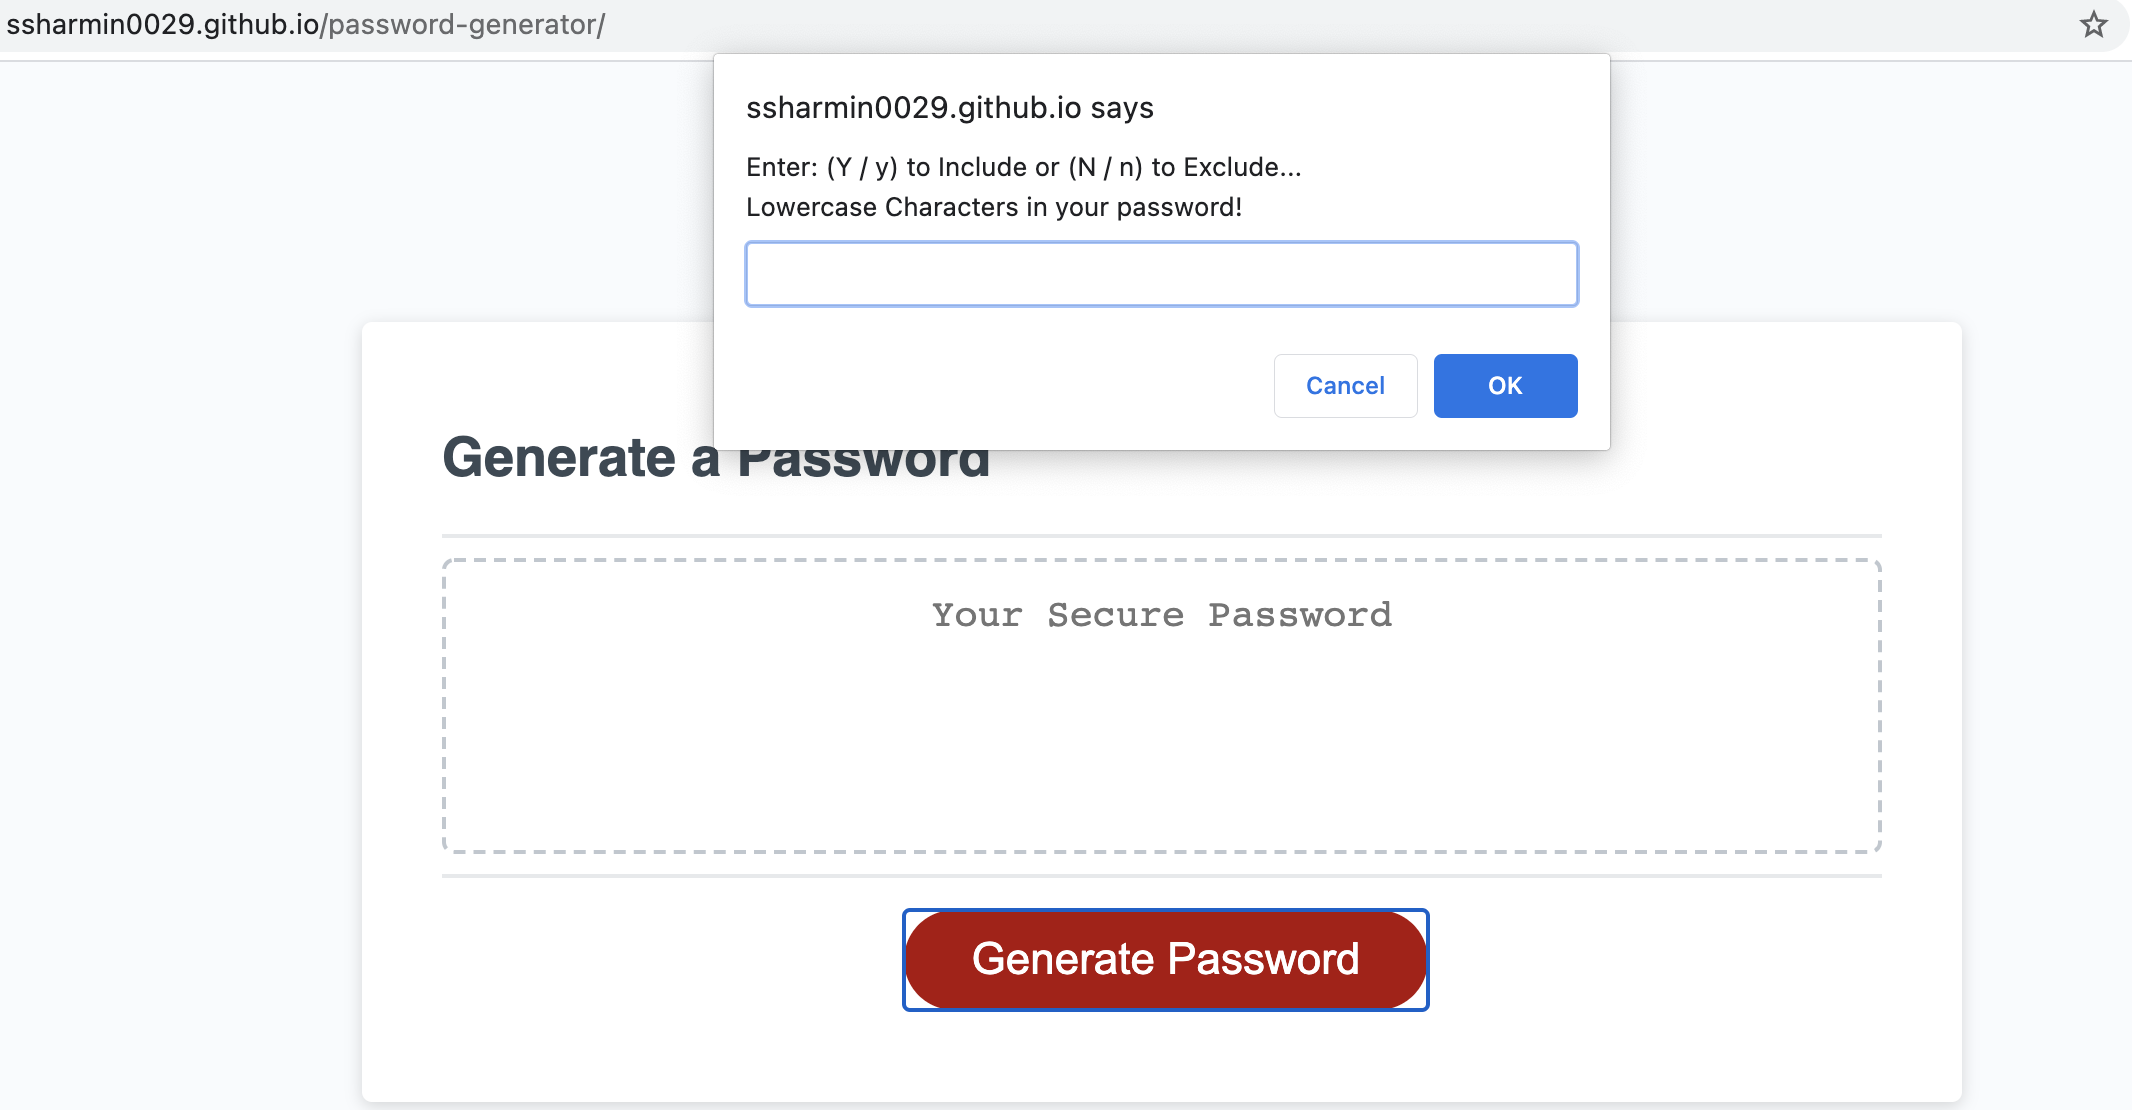 ssharmin0029.github.io/password-generator/
ssharmin0029.github.io says
Enter: (Y / y) to Include or (N / n) to Exclude...
Lowercase Characters in your password!
Cancel
OK
Generate a Password
Your Secure Password
Generate Password